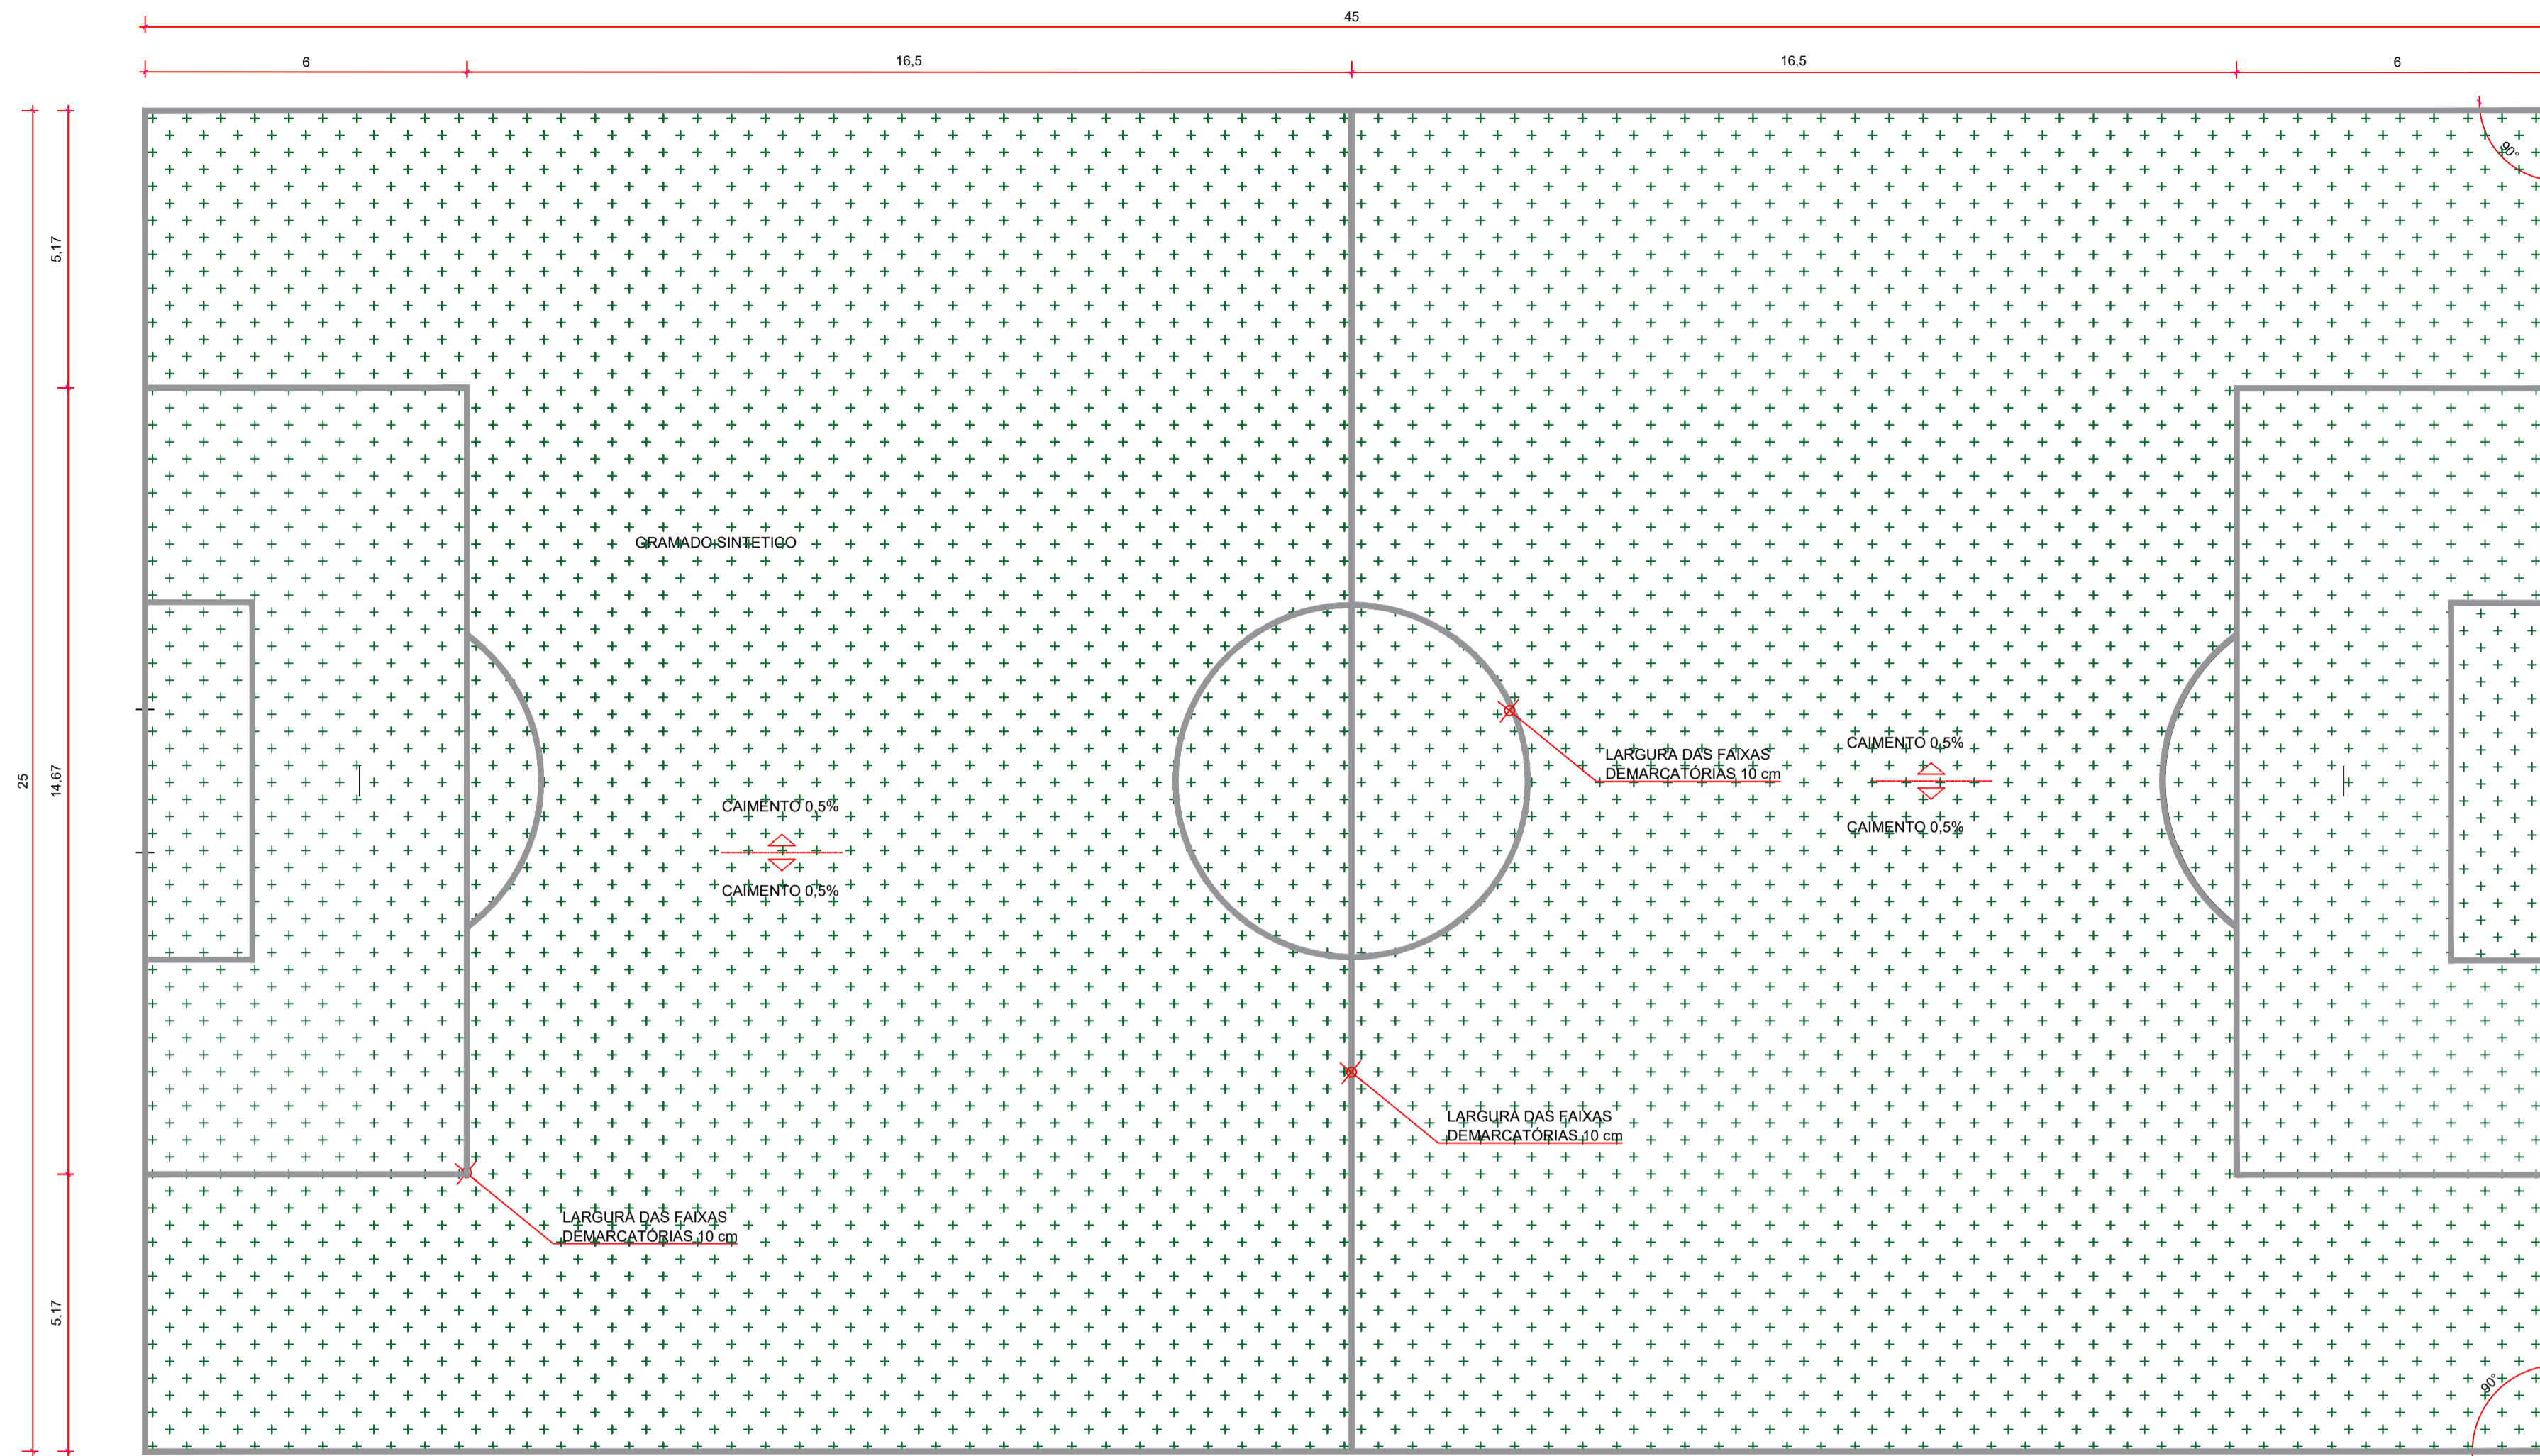 45
6
16,5
16,5
6
90°
5,17
GRAMADO SINTETICO
LARGURA DAS FAIXAS
DEMARCATÓRIAS 10 cm
CAIMENTO 0,5%
CAIMENTO 0,5%
25
14,67
CAIMENTO 0,5%
CAIMENTO 0,5%
LARGURA DAS FAIXAS
DEMARCATÓRIAS 10 cm
LARGURA DAS FAIXAS
DEMARCATÓRIAS 10 cm
5,17
90°